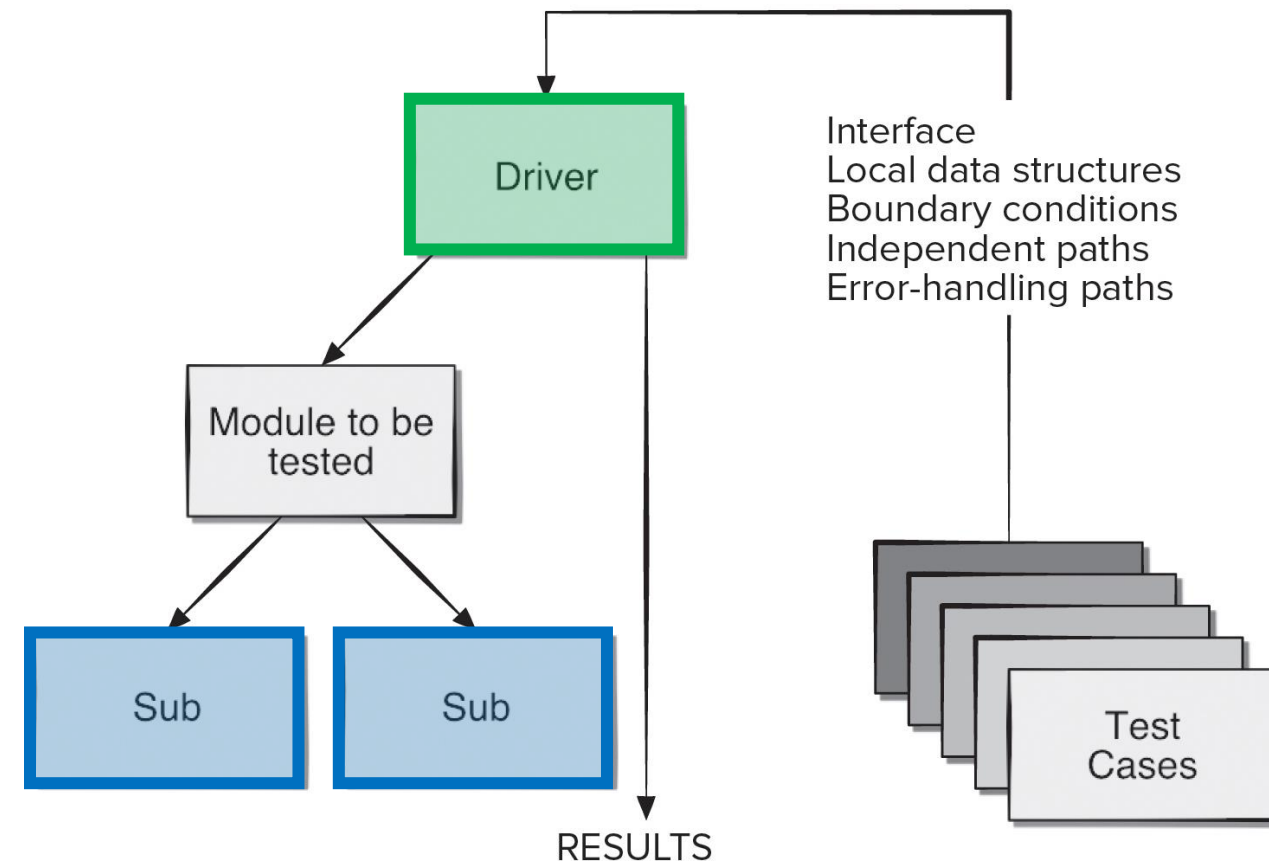 Driver
Interface
Local data structures
Boundary conditions
Independent paths
Error-handling paths
Module to be
tested
Sub
Sub
Test
Cases
RESULTS